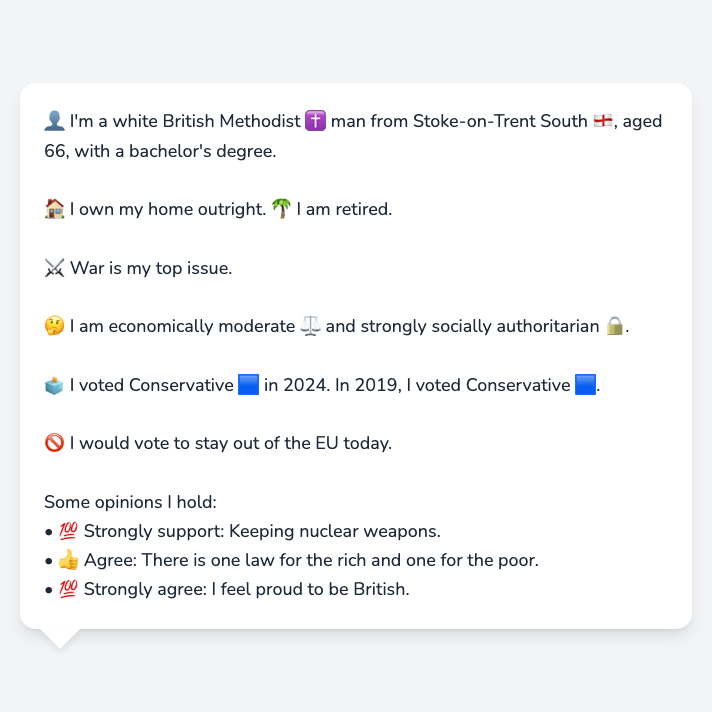 👤 I'm a white British Methodist ✝️ man from Stoke-on-Trent South 🏴󠁧󠁢󠁥󠁮󠁧󠁿, aged
66, with a bachelor's degree.
🏠 I own my home outright. 🌴 I am retired.
⚔️ War is my top issue.
🤔 I am economically moderate ⚖️ and strongly socially authoritarian 🔒.
🗳️ I voted Conservative 🟦 in 2024. In 2019, I voted Conservative 🟦.
🚫 I would vote to stay out of the EU today.
Some opinions I hold:
• 💯 Strongly support: Keeping nuclear weapons.
• 👍 Agree: There is one law for the rich and one for the poor.
• 💯 Strongly agree: I feel proud to be British.